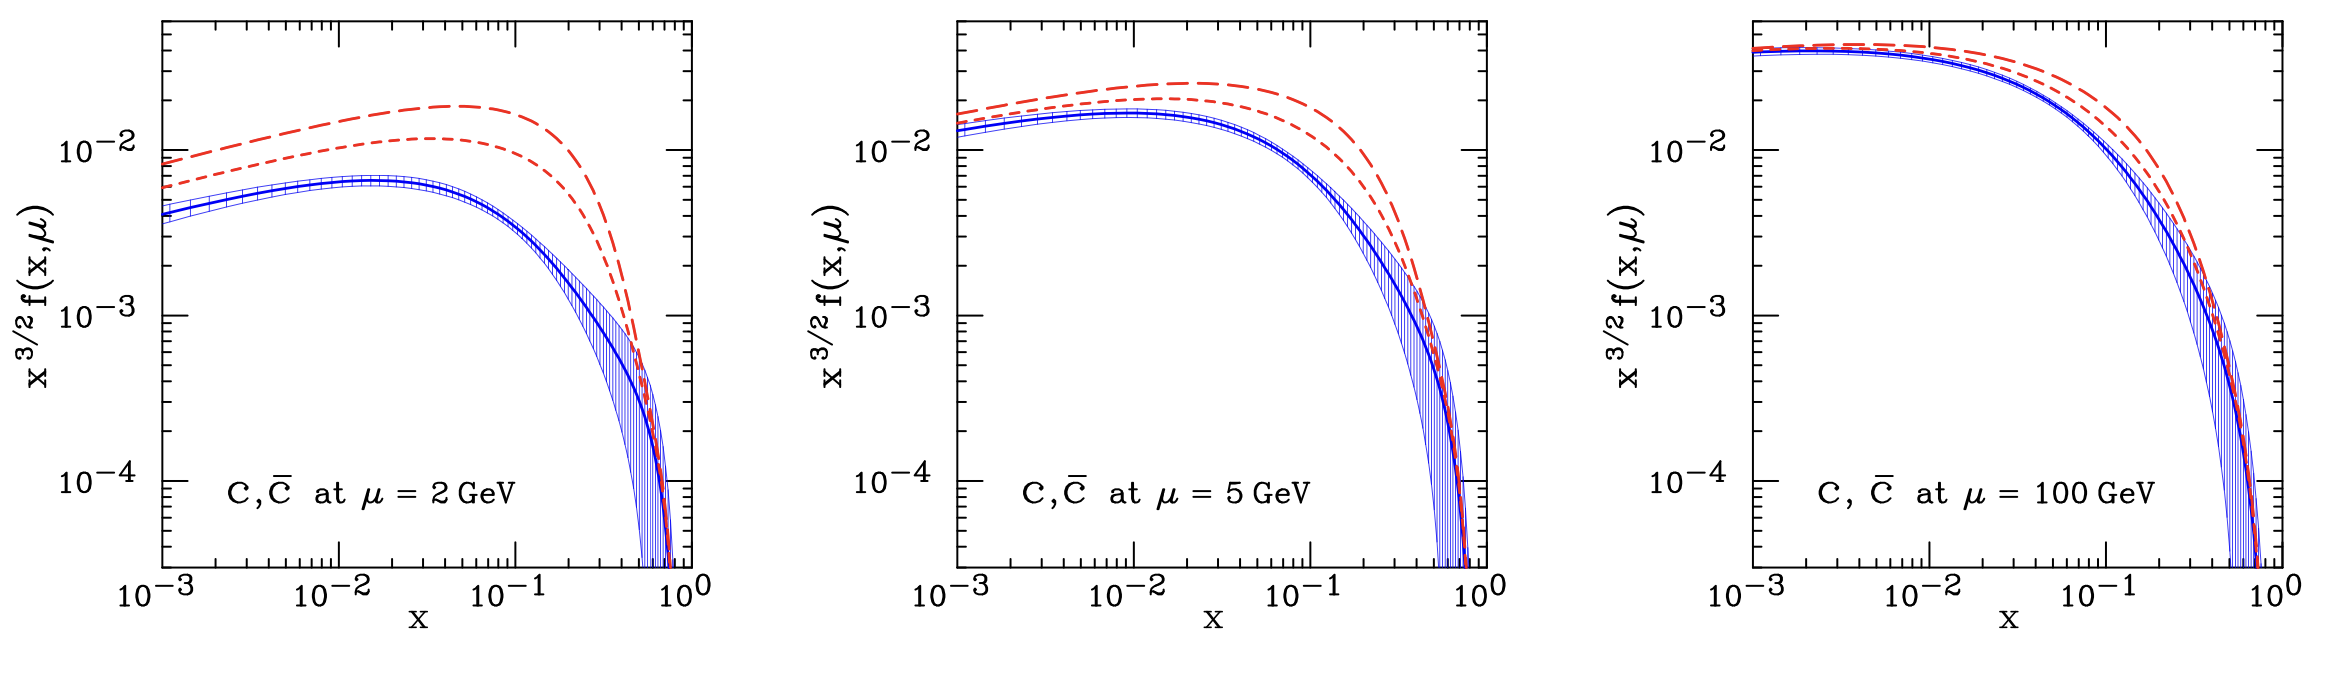 x^{3/2} f(x,μ)
10^{-2}
10^{-3}
10^{-4}
C,C̅ at μ = 2 GeV
10^{-3} 10^{-2} 10^{-1} 10^{0}
x
x^{3/2} f(x,μ)
10^{-2}
10^{-3}
10^{-4}
C,C̅ at μ = 5 GeV
10^{-3} 10^{-2} 10^{-1} 10^{0}
x
x^{3/2} f(x,μ)
10^{-2}
10^{-3}
10^{-4}
C, C̅ at μ = 100 GeV
10^{-3} 10^{-2} 10^{-1} 10^{0}
x